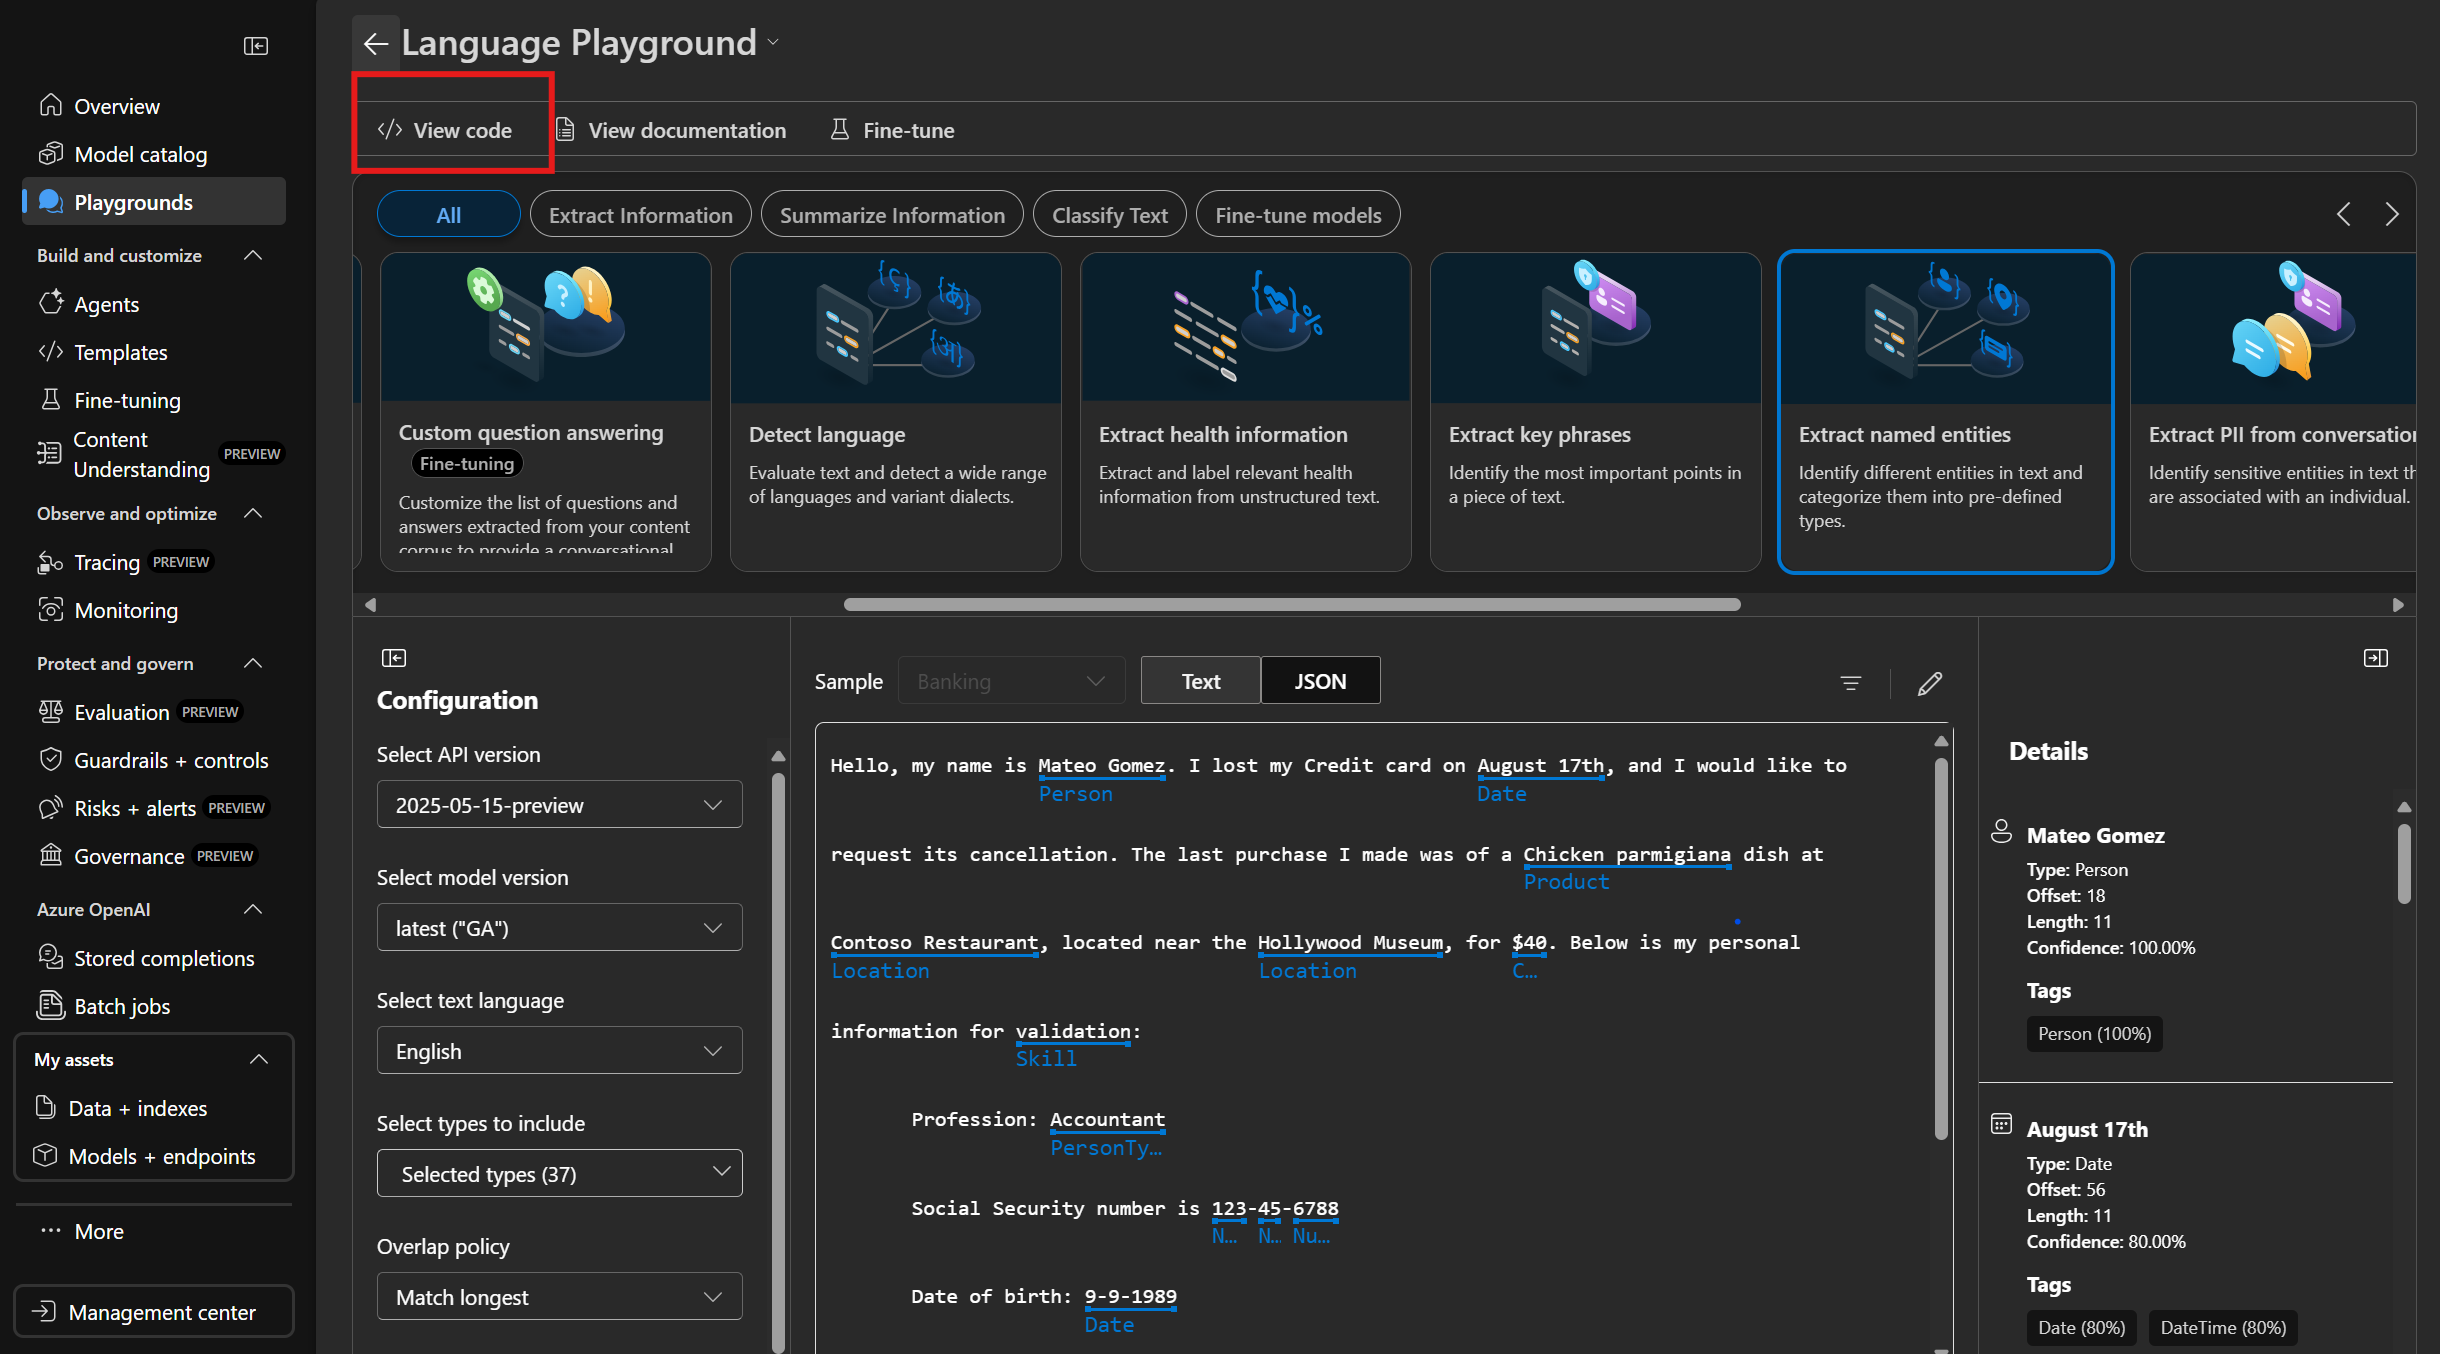 Overview
Model catalog
Playgrounds
Build and customize
Agents
Templates
Fine-tuning
Content
Understanding
PREVIEW
Observe and optimize
Tracing PREVIEW
Monitoring
Protect and govern
Evaluation PREVIEW
Guardrails + controls
Risks + alerts PREVIEW
Governance PREVIEW
Azure OpenAI
Stored completions
Batch jobs
My assets
Data + indexes
Models + endpoints
More
Management center
Language Playground
View code
View documentation
Fine-tune
All
Extract Information
Summarize Information
Classify Text
Fine-tune models
Custom question answering
Fine-tuning
Customize the list of questions and
answers extracted from your content
corpus to provide a conversational
Detect language
Evaluate text and detect a wide range
of languages and variant dialects.
Extract health information
Extract and label relevant health
information from unstructured text.
Extract key phrases
Identify the most important points in
a piece of text.
Extract named entities
Identify different entities in text and
categorize them into pre-defined
types.
Extract PII from conversation
Identify sensitive entities in text th
are associated with an individual.
Configuration
Select API version
2025-05-15-preview
Select model version
latest ("GA")
Select text language
English
Select types to include
Selected types (37)
Overlap policy
Match longest
Sample
Banking
Text
JSON
Hello, my name is Mateo Gomez. I lost my Credit card on August 17th, and I would like to
Person Date
request its cancellation. The last purchase I made was of a Chicken parmigiana dish at
Product
Contoso Restaurant, located near the Hollywood Museum, for $40. Below is my personal
Location Location C...
information for validation:
Skill
Profession: Accountant
PersonTy...
Social Security number is 123-45-6788
N... N... Nu...
Date of birth: 9-9-1989
Date
Details
Mateo Gomez
Type: Person
Offset: 18
Length: 11
Confidence: 100.00%
Tags
Person (100%)
August 17th
Type: Date
Offset: 56
Length: 11
Confidence: 80.00%
Tags
Date (80%)
DateTime (80%)